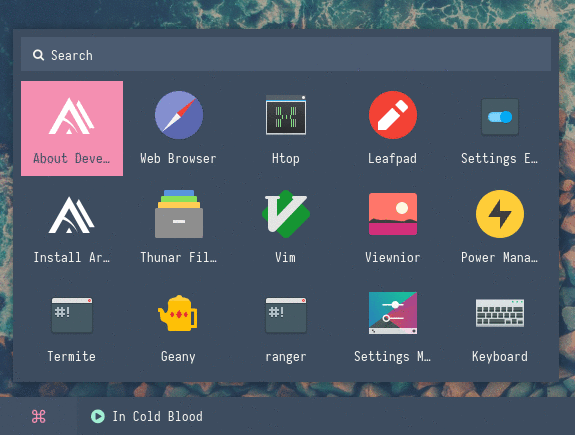 Search
About Deve…
Web Browser
Htop
Leafpad
Settings E…
Install Ar…
Thunar Fil…
Vim
Viewnior
Power Mana…
#!
Termite
Geany
#!
ranger
Settings M…
Keyboard
⌘
In Cold Blood